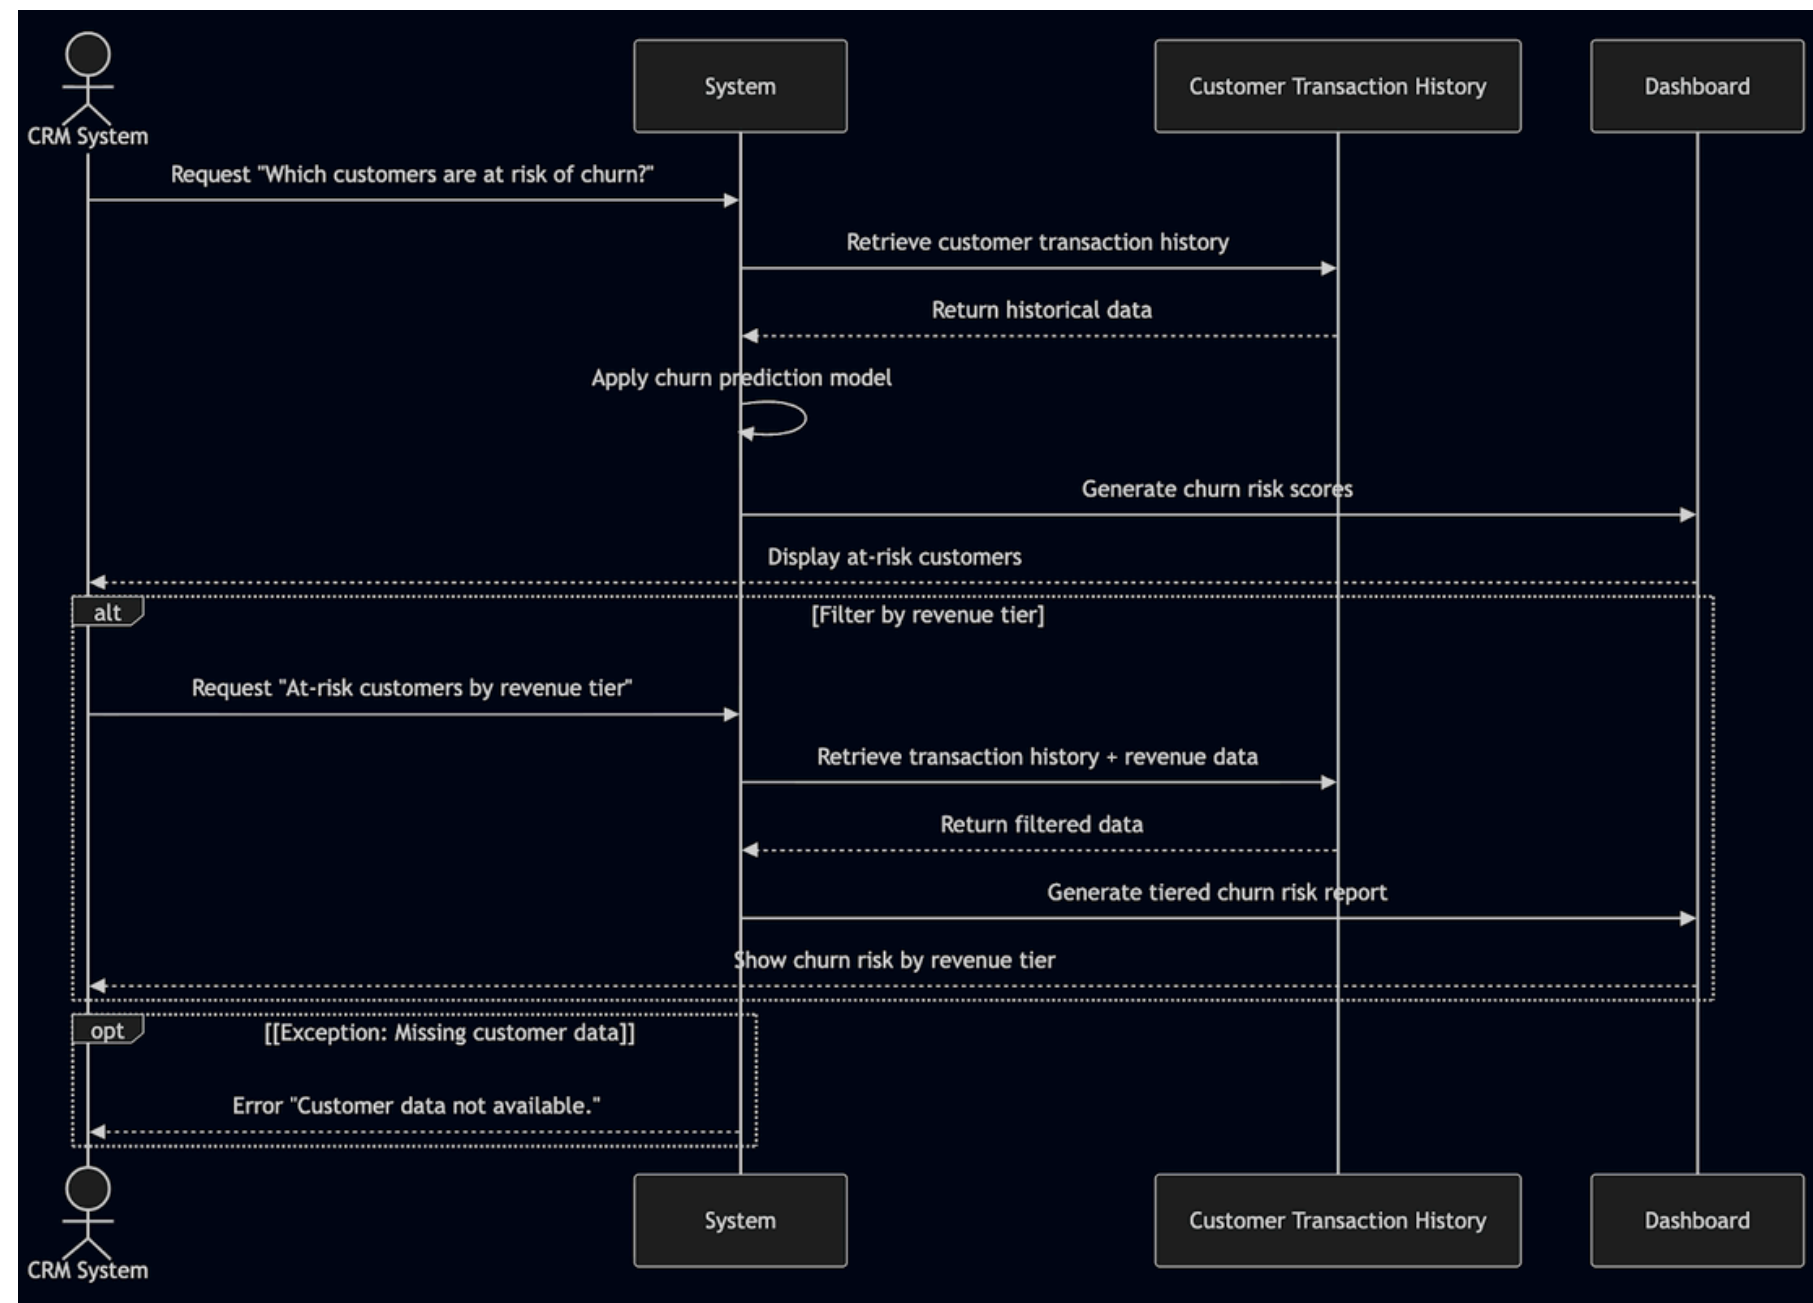 CRM System
System
Customer Transaction History
Dashboard
Request "Which customers are at risk of churn?"
Retrieve customer transaction history
Return historical data
Apply churn prediction model
Generate churn risk scores
Display at-risk customers
alt
[Filter by revenue tier]
Request "At-risk customers by revenue tier"
Retrieve transaction history + revenue data
Return filtered data
Generate tiered churn risk report
Show churn risk by revenue tier
opt
[[Exception: Missing customer data]]
Error "Customer data not available."
CRM System
System
Customer Transaction History
Dashboard